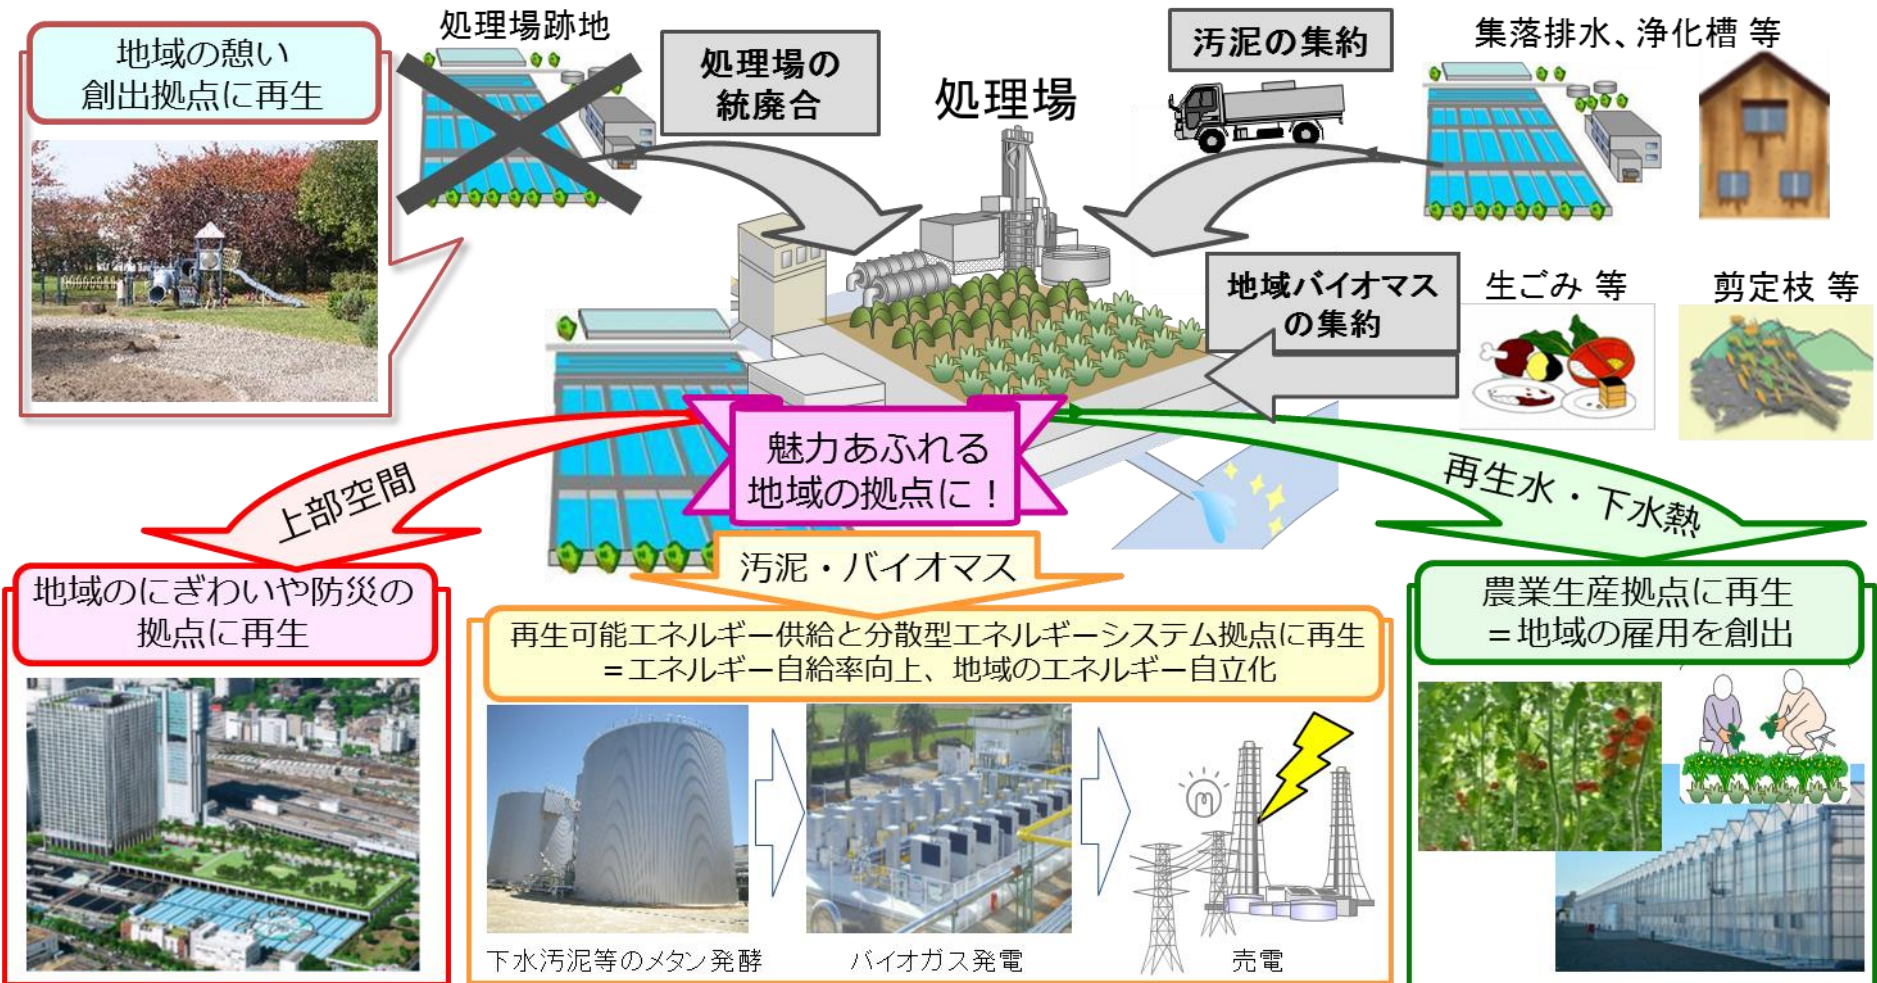 処理場跡地
地域の憩い
創出拠点に再生
処理場の
統廃合
処理場
汚泥の集約
集落排水、浄化槽 等
地域バイオマス
の集約
生ごみ 等
剪定枝 等
魅力あふれる
地域の拠点に！
上部空間
汚泥・バイオマス
再生水・下水熱
地域のにぎわいや防災の
拠点に再生
再生可能エネルギー供給と分散型エネルギーシステム拠点に再生
＝エネルギー自給率向上、地域のエネルギー自立化
農業生産拠点に再生
＝地域の雇用を創出
下水汚泥等のメタン発酵
バイオガス発電
売電